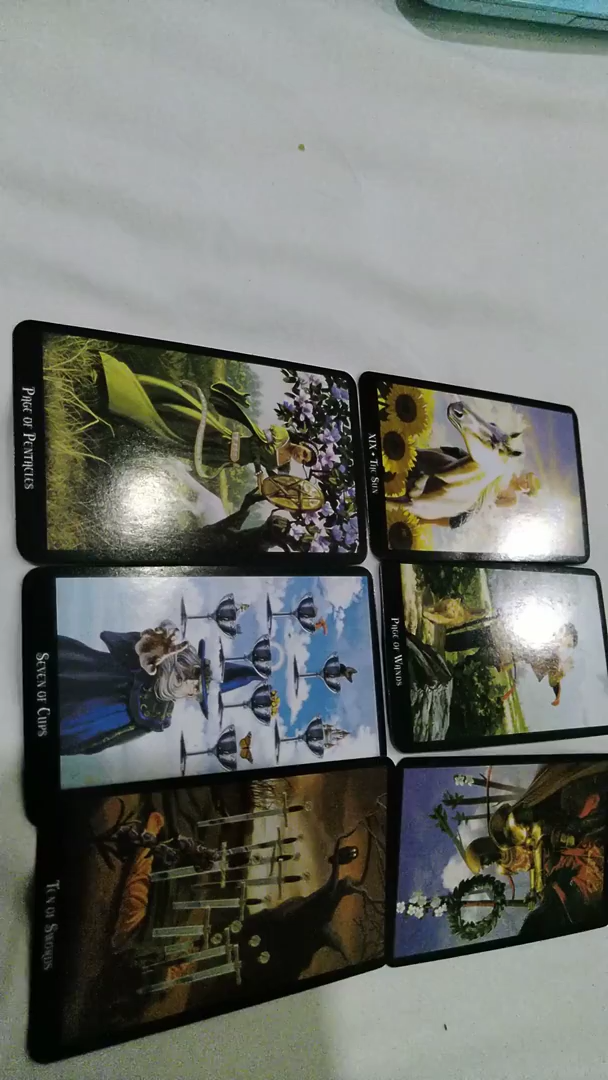 PAGE OF PENTACLES
XIX • THE SUN
SEVEN OF CUPS
PAGE OF WANDS
TEN OF SWORDS